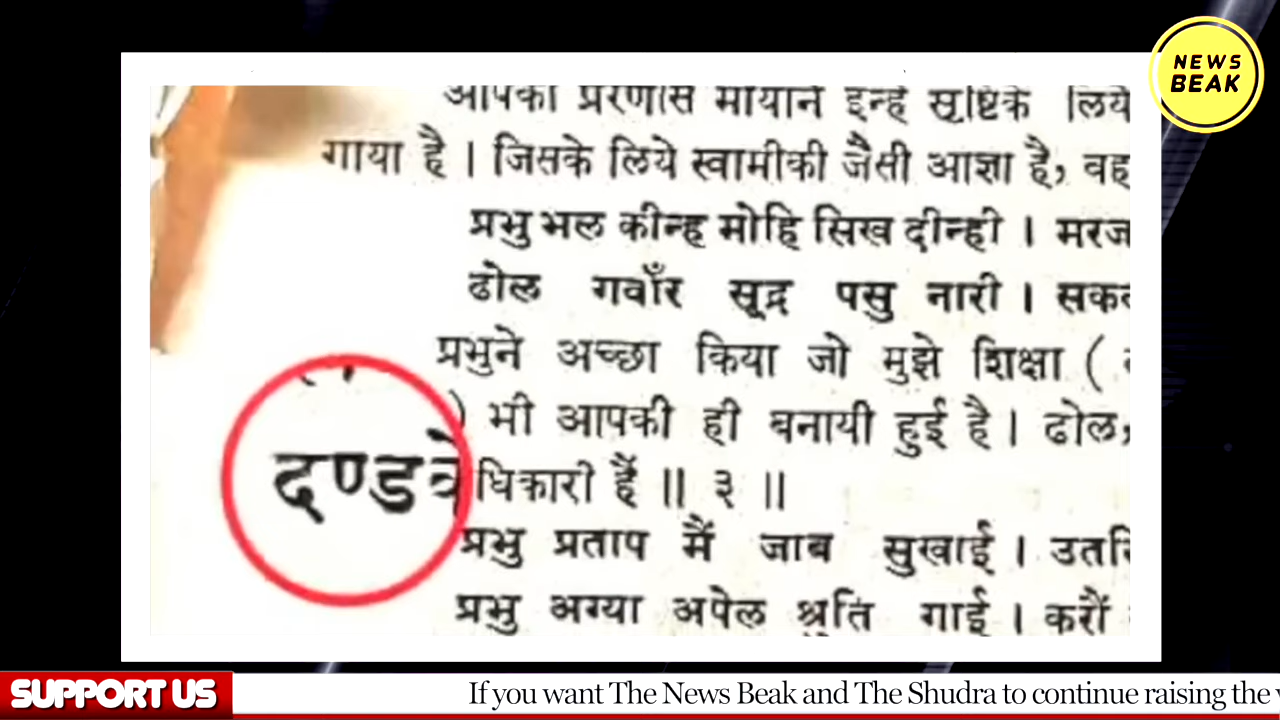 NEWS
BEAK
आपकी प्रेरणासे मायाने इन्हें सृष्टिके लिये
गाया है । जिसके लिये स्वामीकी जैसी आज्ञा है, वह
प्रभु भल कीन्ह मोहि सिख दीन्ही । मरज
ढोल गवाँर सूद्र पसु नारी । सकल
प्रभुने अच्छा किया जो मुझे शिक्षा (
) भी आपकी ही बनायी हुई है । ढोल,
दण्डके धिकारी हैं ॥ ३ ॥
प्रभु प्रताप मैं जाब सुखाई । उतरि
प्रभु अग्या अपेल श्रुति गाई । करौं
SUPPORT US
If you want The News Beak and The Shudra to continue raising the